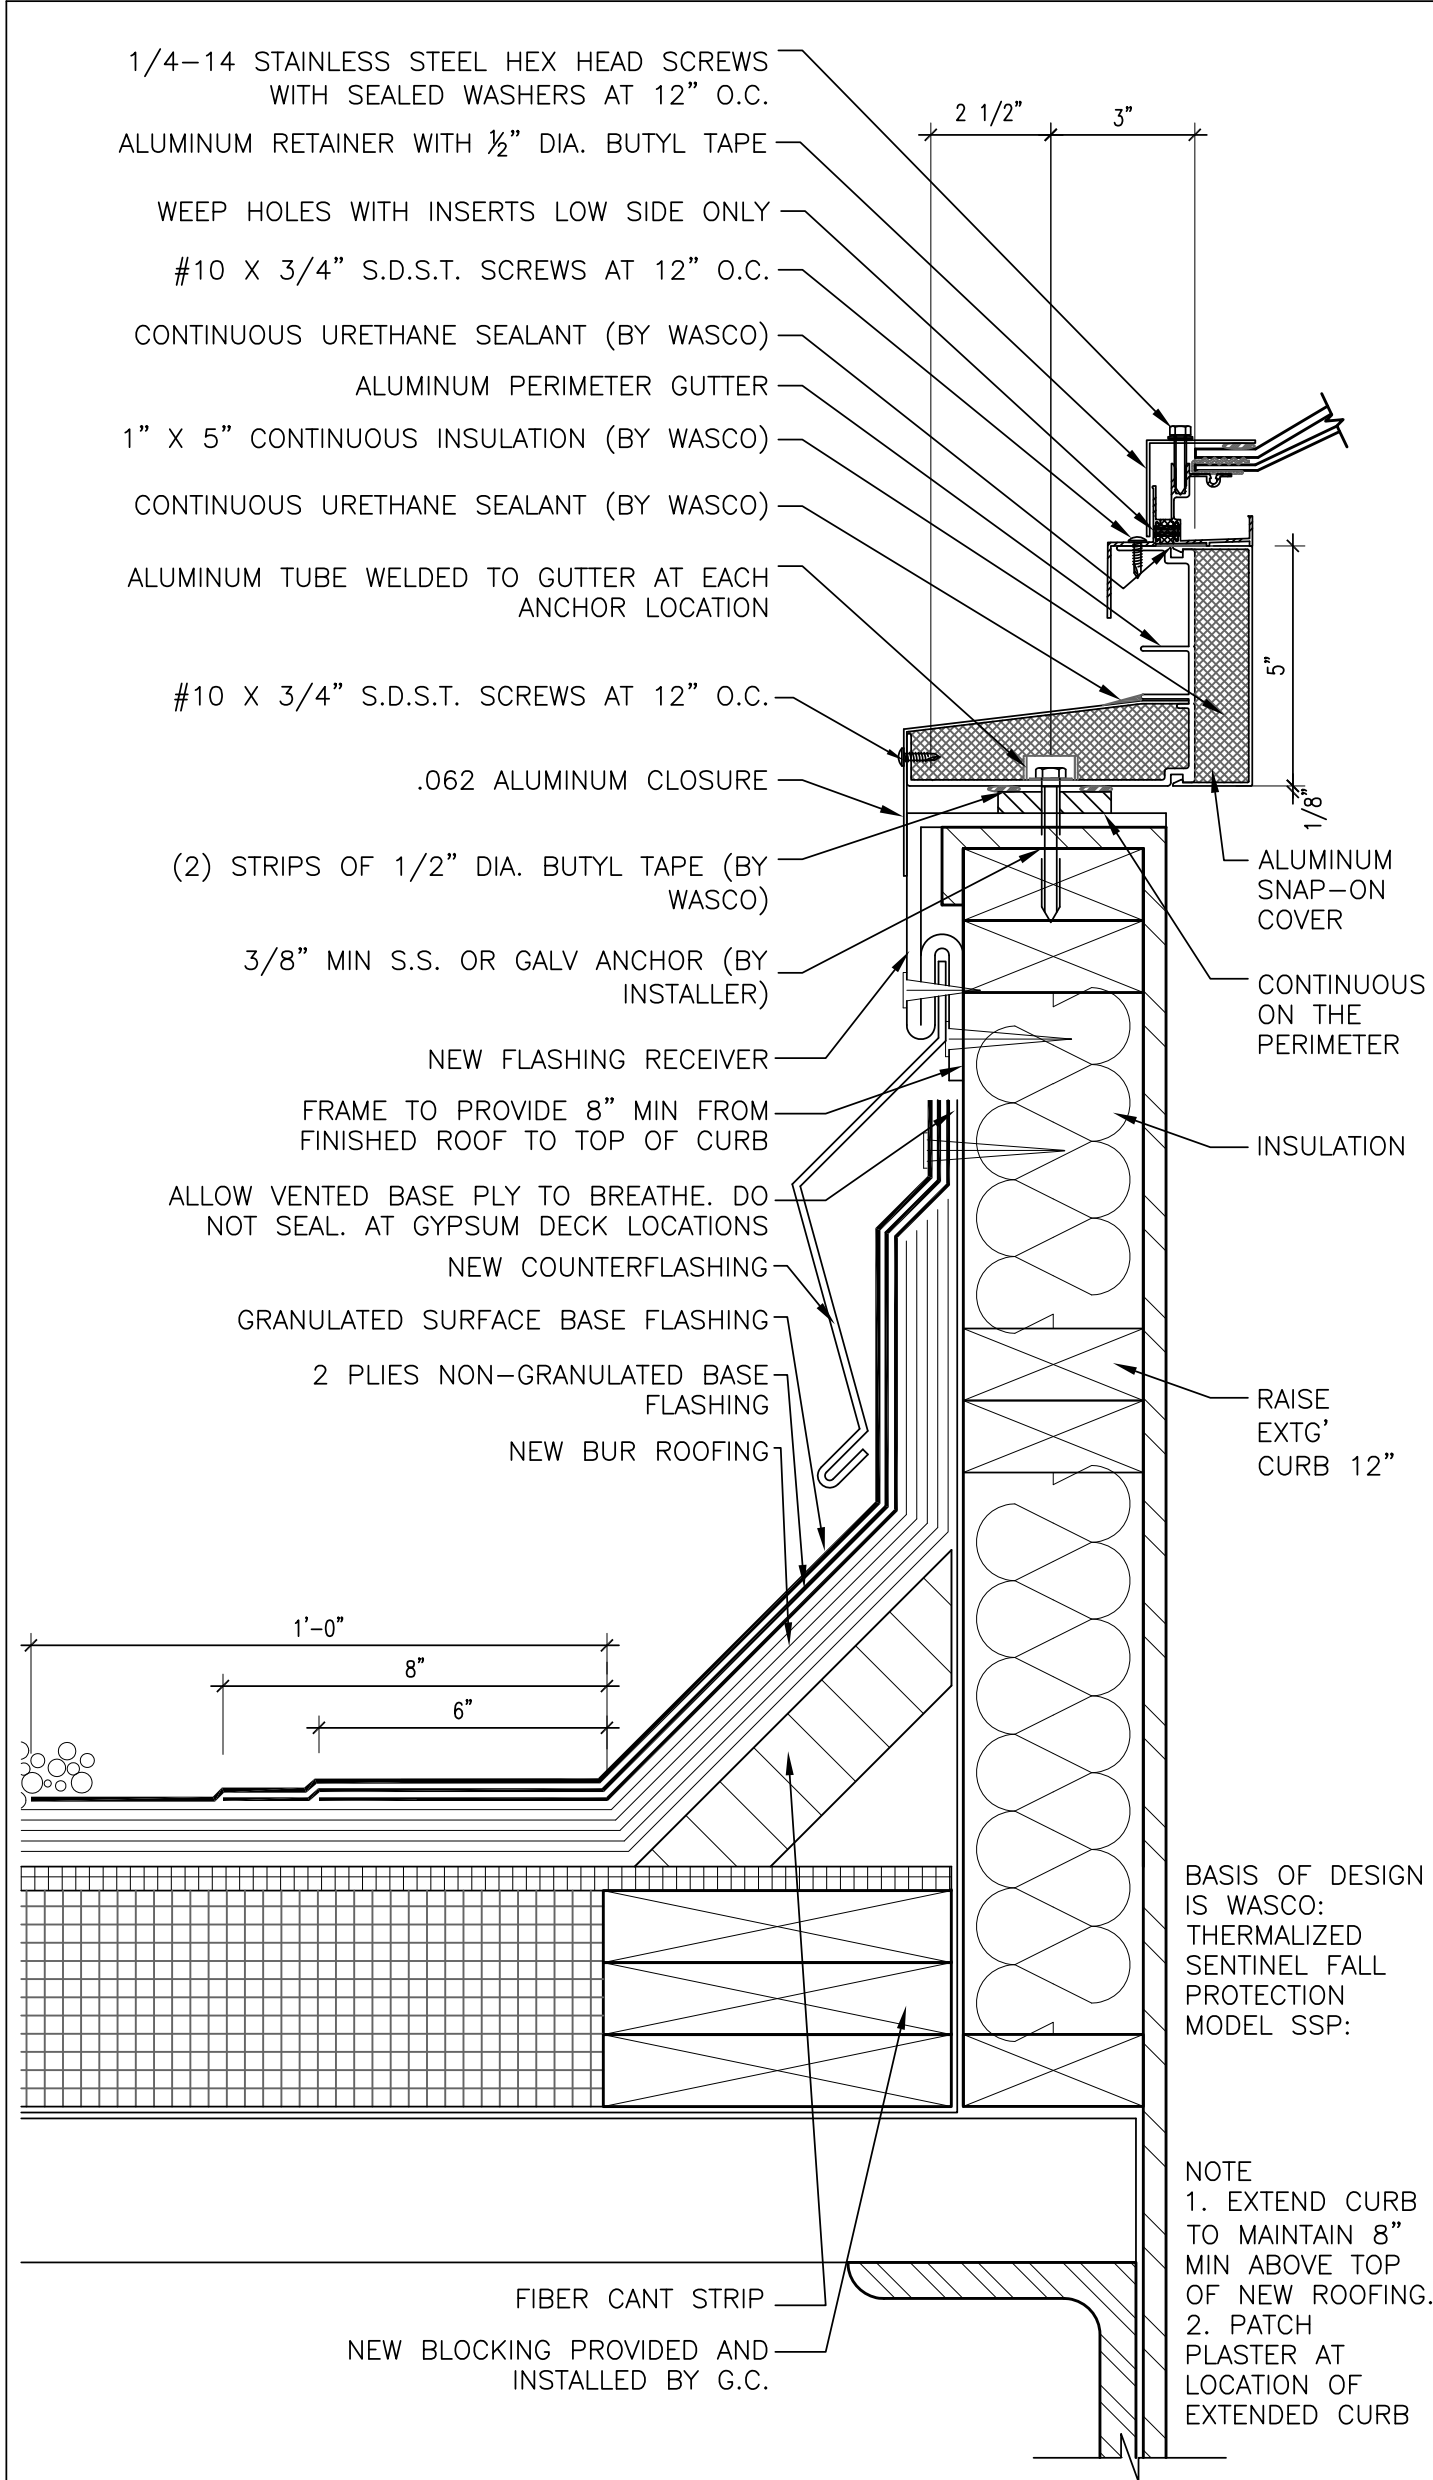 1/4-14 STAINLESS STEEL HEX HEAD SCREWS
WITH SEALED WASHERS AT 12" O.C.
ALUMINUM RETAINER WITH ½" DIA. BUTYL TAPE
WEEP HOLES WITH INSERTS LOW SIDE ONLY
#10 X 3/4" S.D.S.T. SCREWS AT 12" O.C.
CONTINUOUS URETHANE SEALANT (BY WASCO)
ALUMINUM PERIMETER GUTTER
1" X 5" CONTINUOUS INSULATION (BY WASCO)
CONTINUOUS URETHANE SEALANT (BY WASCO)
ALUMINUM TUBE WELDED TO GUTTER AT EACH
ANCHOR LOCATION
#10 X 3/4" S.D.S.T. SCREWS AT 12" O.C.
.062 ALUMINUM CLOSURE
(2) STRIPS OF 1/2" DIA. BUTYL TAPE (BY
WASCO)
3/8" MIN S.S. OR GALV ANCHOR (BY
INSTALLER)
NEW FLASHING RECEIVER
FRAME TO PROVIDE 8" MIN FROM
FINISHED ROOF TO TOP OF CURB
ALLOW VENTED BASE PLY TO BREATHE. DO
NOT SEAL. AT GYPSUM DECK LOCATIONS
NEW COUNTERFLASHING
GRANULATED SURFACE BASE FLASHING
2 PLIES NON-GRANULATED BASE
FLASHING
NEW BUR ROOFING
1'-0"
8"
6"
FIBER CANT STRIP
NEW BLOCKING PROVIDED AND
INSTALLED BY G.C.
2 1/2"
3"
5"
1/8"
ALUMINUM
SNAP-ON
COVER
CONTINUOUS
ON THE
PERIMETER
INSULATION
RAISE
EXTG'
CURB 12"
BASIS OF DESIGN
IS WASCO:
THERMALIZED
SENTINEL FALL
PROTECTION
MODEL SSP:
NOTE
1. EXTEND CURB
TO MAINTAIN 8"
MIN ABOVE TOP
OF NEW ROOFING.
2. PATCH
PLASTER AT
LOCATION OF
EXTENDED CURB